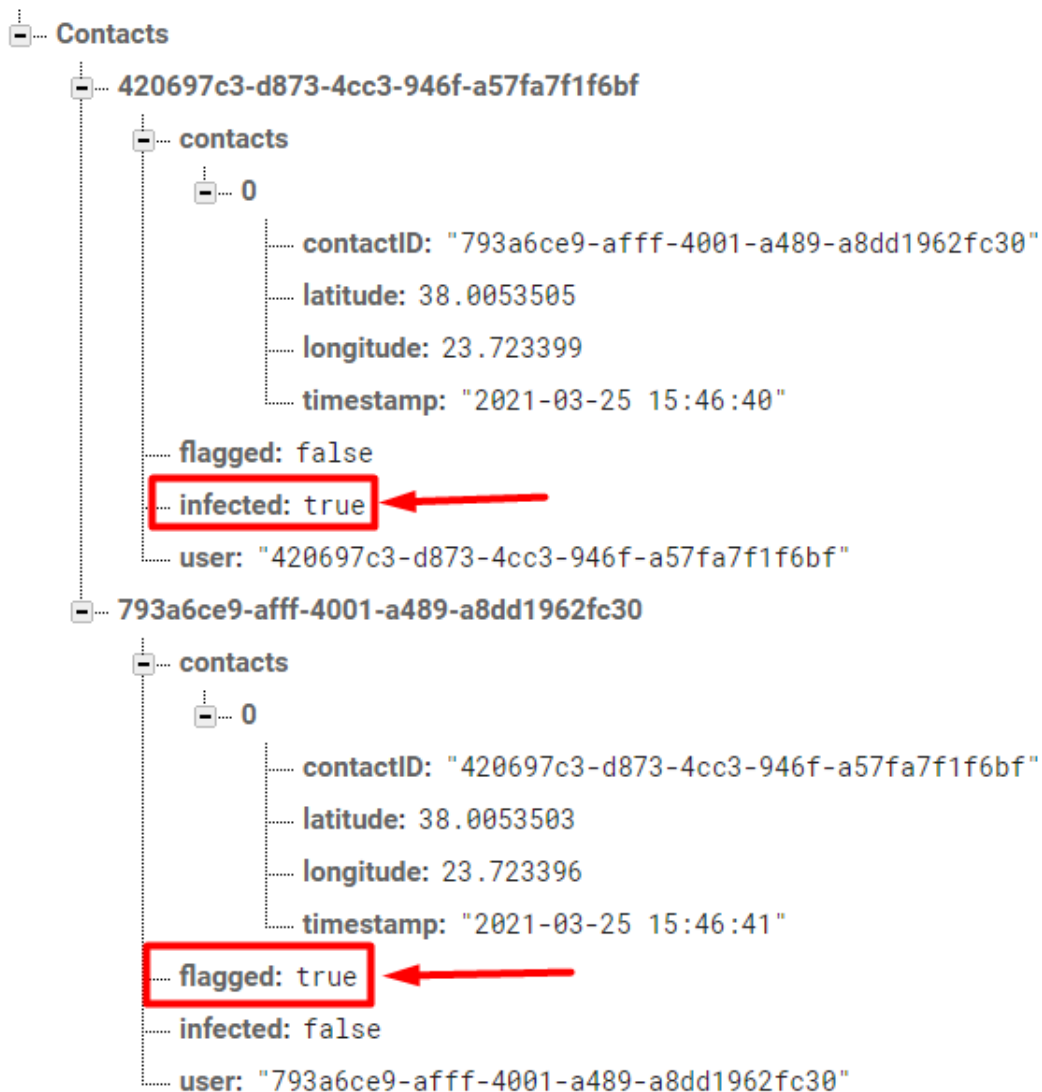 Contacts
420697c3-d873-4cc3-946f-a57fa7f1f6bf
contacts
0
contactID: "793a6ce9-afff-4001-a489-a8dd1962fc30"
latitude: 38.0053505
longitude: 23.723399
timestamp: "2021-03-25 15:46:40"
flagged: false
infected: true
user: "420697c3-d873-4cc3-946f-a57fa7f1f6bf"
793a6ce9-afff-4001-a489-a8dd1962fc30
contacts
0
contactID: "420697c3-d873-4cc3-946f-a57fa7f1f6bf"
latitude: 38.0053503
longitude: 23.723396
timestamp: "2021-03-25 15:46:41"
flagged: true
infected: false
user: "793a6ce9-afff-4001-a489-a8dd1962fc30"